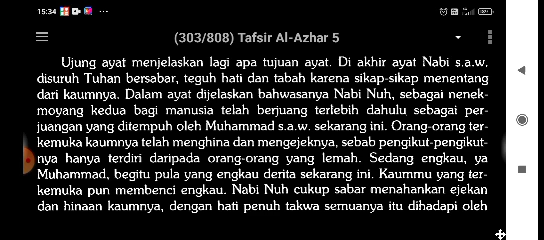 15:34
(303/808) Tafsir Al-Azhar 5
Ujung ayat menjelaskan lagi apa tujuan ayat. Di akhir ayat Nabi s.a.w.
disuruh Tuhan bersabar, teguh hati dan tabah karena sikap-sikap menentang
dari kaumnya. Dalam ayat dijelaskan bahwasanya Nabi Nuh, sebagai nenek-
moyang kedua bagi manusia telah berjuang terlebih dahulu sebagai per-
juangan yang ditempuh oleh Muhammad s.a.w. sekarang ini. Orang-orang ter-
kemuka kaumnya telah menghina dan mengejeknya, sebab pengikut-pengikut-
nya hanya terdiri daripada orang-orang yang lemah. Sedang engkau, ya
Muhammad, begitu pula yang engkau derita sekarang ini. Kaummu yang ter-
kemuka pun membenci engkau. Nabi Nuh cukup sabar menahankan ejekan
dan hinaan kaumnya, dengan hati penuh takwa semuanya itu dihadapi oleh